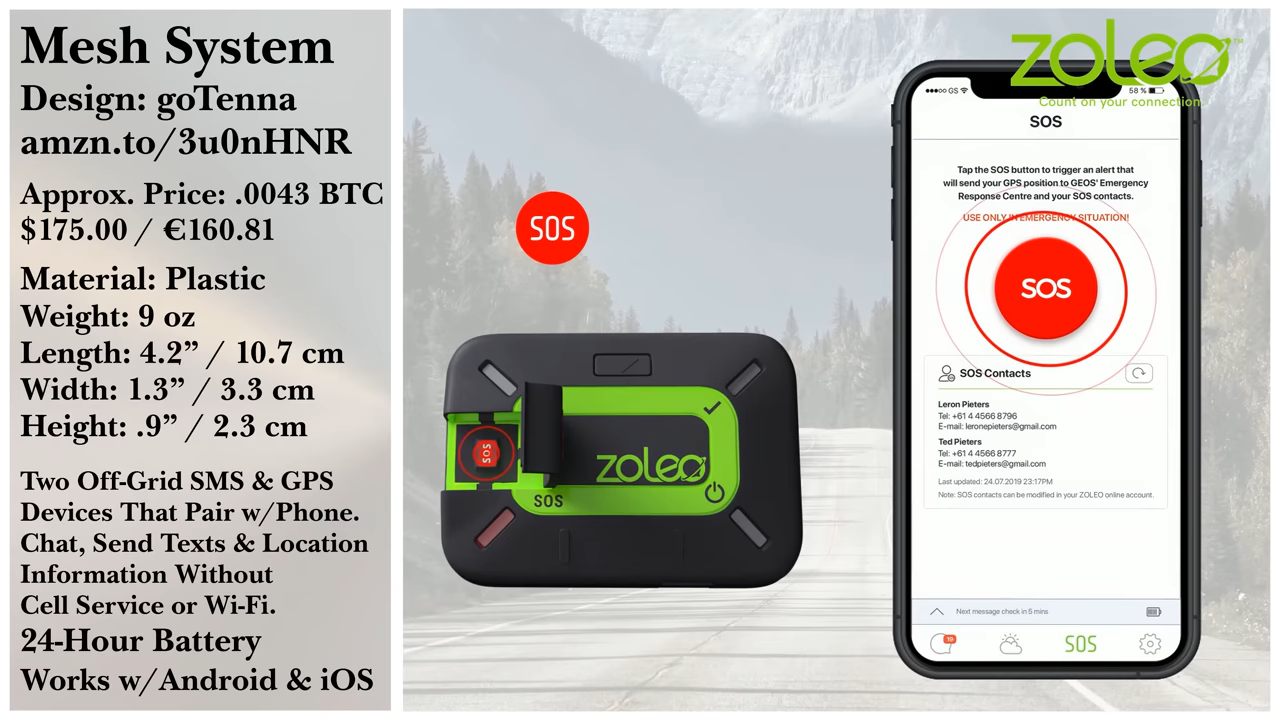 Mesh System
Design: goTenna
amzn.to/3u0nHNR
Approx. Price: .0043 BTC
$175.00 / €160.81
Material: Plastic
Weight: 9 oz
Length: 4.2” / 10.7 cm
Width: 1.3” / 3.3 cm
Height: .9” / 2.3 cm
Two Off-Grid SMS & GPS
Devices That Pair w/Phone.
Chat, Send Texts & Location
Information Without
Cell Service or Wi-Fi.
24-Hour Battery
Works w/Android & iOS
SOS
SOS
zoleo
SOS
zoleo™
Count on your connection
GS
58 %
SOS
Tap the SOS button to trigger an alert that
will send your GPS position to GEOS' Emergency
Response Centre and your SOS contacts.
USE ONLY IN EMERGENCY SITUATION!
SOS
SOS Contacts
Leron Pieters
Tel: +61 4 4566 8796
E-mail: leronepieters@gmail.com
Ted Pieters
Tel: +61 4 4566 8777
E-mail: tedpieters@gmail.com
Last updated: 24.07.2019 23:17PM
Note: SOS contacts can be modified in your ZOLEO online account.
Next message check in 5 mins
19
SOS